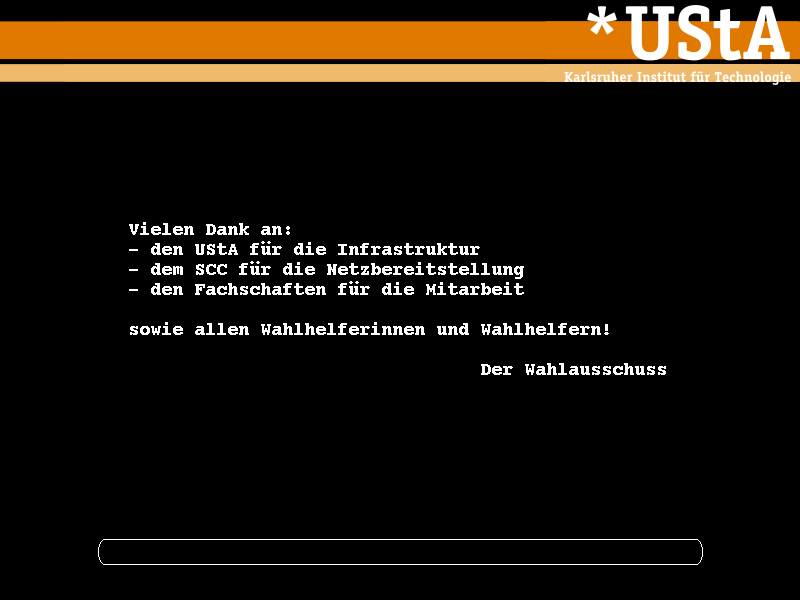 *UStA
Karlsruher Institut für Technologie
Vielen Dank an:
- den UStA für die Infrastruktur
- dem SCC für die Netzbereitstellung
- den Fachschaften für die Mitarbeit
sowie allen Wahlhelferinnen und Wahlhelfern!
Der Wahlausschuss